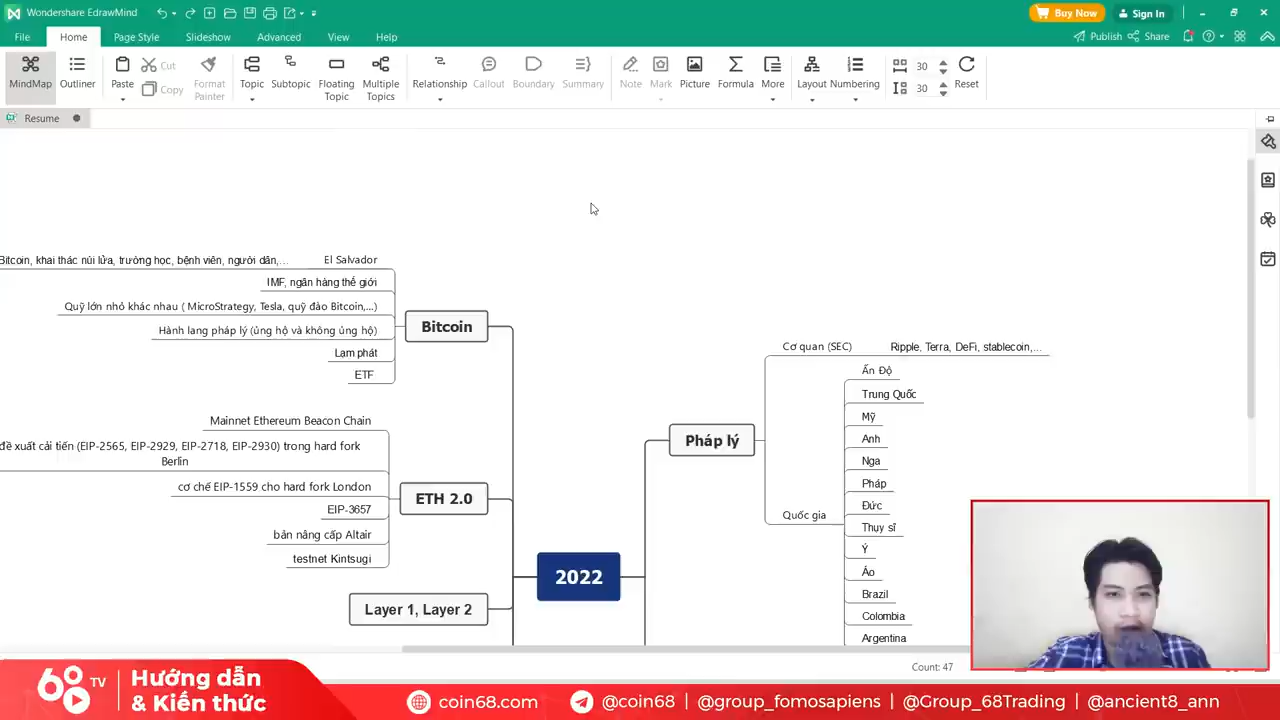 Wondershare EdrawMind
Buy Now
Sign In
File Home Page Style Slideshow Advanced View Help
Publish Share
MindMap
Outliner
Paste
Cut
Copy
Format Painter
Topic
Subtopic
Floating Topic
Multiple Topics
Relationship
Callout
Boundary
Summary
Note
Mark
Picture
Formula
More
Layout
Numbering
30
30
Reset
Resume
Bitcoin, khai thác núi lửa, trường học, bệnh viên, người dân,... El Salvador
IMF, ngân hàng thế giới
Quỹ lớn nhỏ khác nhau ( MicroStrategy, Tesla, quỹ đào Bitcoin,...)
Hành lang pháp lý (ủng hộ và không ủng hộ)
Lạm phát
ETF
Bitcoin
Mainnet Ethereum Beacon Chain
đề xuất cải tiến (EIP-2565, EIP-2929, EIP-2718, EIP-2930) trong hard fork
Berlin
cơ chế EIP-1559 cho hard fork London
EIP-3657
bản nâng cấp Altair
testnet Kintsugi
ETH 2.0
Layer 1, Layer 2
2022
Pháp lý
Cơ quan (SEC) Ripple, Terra, DeFi, stablecoin,...
Quốc gia
Ấn Độ
Trung Quốc
Mỹ
Anh
Nga
Pháp
Đức
Thụy sĩ
Ý
Áo
Brazil
Colombia
Argentina
Count: 47
68 TV
Hướng dẫn
& Kiến thức
coin68.com @coin68 | @group_fomosapiens | @Group_68Trading | @ancient8_ann